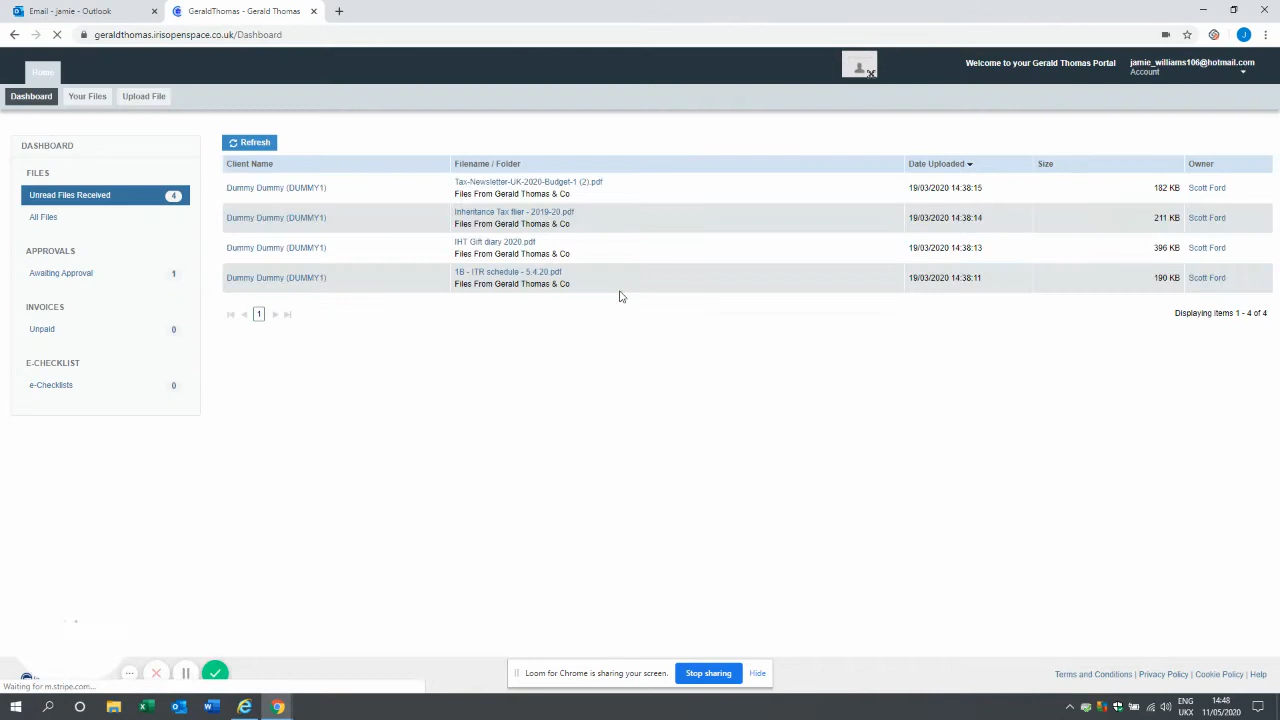 Email - jamie - Outlook
GeraldThomas - Gerald Thomas
geraldthomas.irisopenspace.co.uk/Dashboard
J
Home
Welcome to your Gerald Thomas Portal
jamie_williams106@hotmail.com
Account
Dashboard
Your Files
Upload File
DASHBOARD
FILES
Unread Files Received 4
All Files
APPROVALS
Awaiting Approval 1
INVOICES
Unpaid 0
E-CHECKLIST
e-Checklists 0
Refresh
Client Name Filename / Folder Date Uploaded Size Owner
Dummy Dummy (DUMMY1) Tax-Newsletter-UK-2020-Budget-1 (2).pdf 19/03/2020 14:38:15 182 KB Scott Ford
Files From Gerald Thomas & Co
Dummy Dummy (DUMMY1) Inheritance Tax flier - 2019-20.pdf 19/03/2020 14:38:14 211 KB Scott Ford
Files From Gerald Thomas & Co
Dummy Dummy (DUMMY1) IHT Gift diary 2020.pdf 19/03/2020 14:38:13 396 KB Scott Ford
Files From Gerald Thomas & Co
Dummy Dummy (DUMMY1) 1B - ITR schedule - 5.4.20.pdf 19/03/2020 14:38:11 190 KB Scott Ford
Files From Gerald Thomas & Co
1
Displaying items 1 - 4 of 4
Loom for Chrome is sharing your screen. Stop sharing Hide
Terms and Conditions | Privacy Policy | Cookie Policy | Help
Waiting for m.stripe.com...
ENG
UKX
14:48
11/05/2020